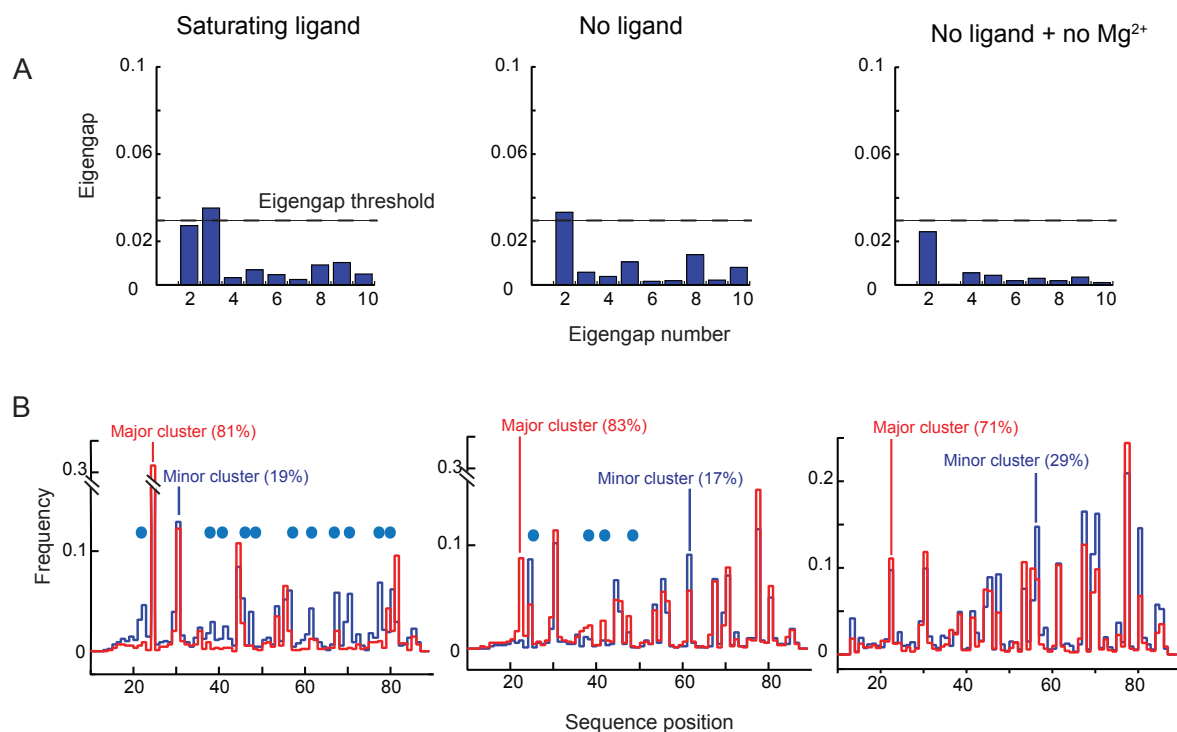 Saturating ligand
No ligand
No ligand + no Mg²⁺
A
0.1
0.06
0.02
0
Eigengap
Eigengap threshold
2 4 6 8 10
0.1
0.06
0.02
0
2 4 6 8 10
0.1
0.06
0.02
0
2 4 6 8 10
Eigengap number
B
Major cluster (81%)
Minor cluster (19%)
0.3
0.1
0
Frequency
20 40 60 80
Major cluster (83%)
Minor cluster (17%)
0.3
0.1
0
20 40 60 80
Major cluster (71%)
Minor cluster (29%)
0.2
0.1
0
20 40 60 80
Sequence position